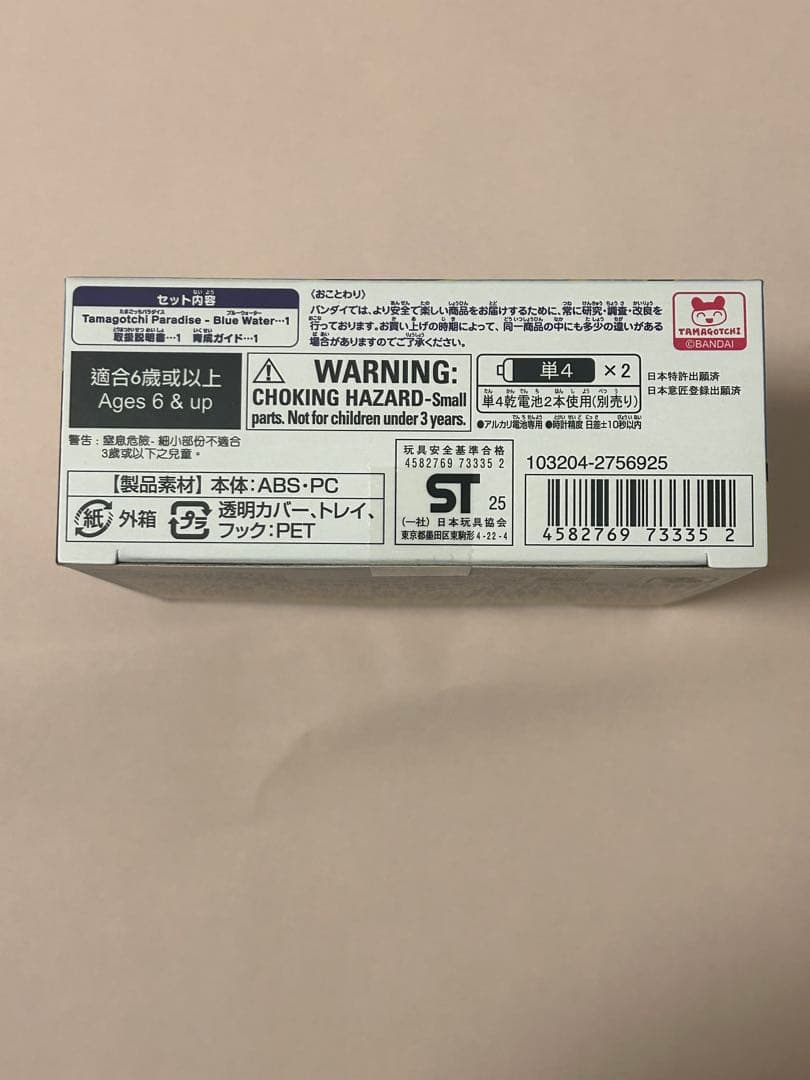 セット内容
Tamagotchi Paradise - Blue Water…1
取扱説明書…1 育成ガイド…1
〈おことわり〉
バンダイでは、より安全で楽しい商品をお届けするために、常に研究・調査・改良を
行っております。お買い上げの時期によって、同一商品の中にも多少の違いがある
場合がありますのでご了承ください。
TAMAGOTCHI
©BANDAI
適合6歲或以上
Ages 6 & up
WARNING:
CHOKING HAZARD-Small
parts. Not for children under 3 years.
単4 ×2
単4乾電池2本使用(別売り)
●アルカリ電池専用 ●時計精度 日差±10秒以内
日本特許出願済
日本意匠登録出願済
警告：窒息危險- 細小部份不適合
3歲或以下之兒童。
【製品素材】本体：ABS・PC
紙 外箱 プラ 透明カバー、トレイ、
フック：PET
玩具安全基準合格
4582769 73335 2
ST 25
(一社) 日本玩具協会
東京都墨田区東駒形4-22-4
103204-2756925
4582769 73335 2